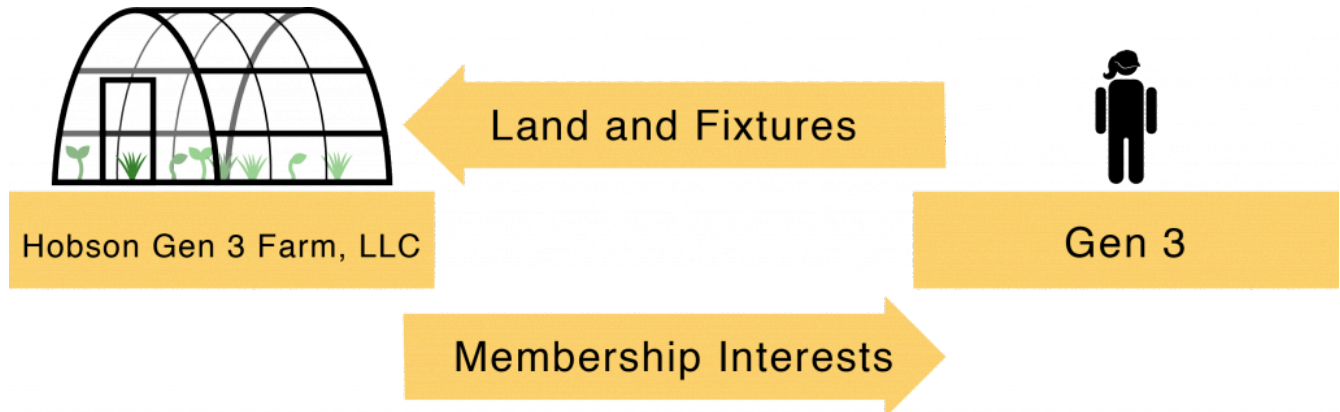 Land and Fixtures
Hobson Gen 3 Farm, LLC
Gen 3
Membership Interests